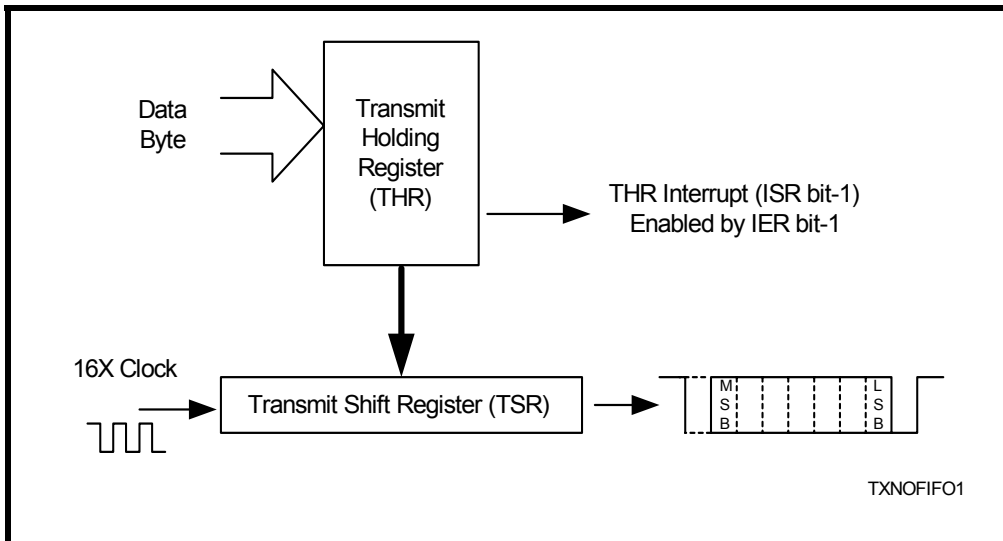 Data
Byte
Transmit
Holding
Register
(THR)
THR Interrupt (ISR bit-1)
Enabled by IER bit-1
16X Clock
Transmit Shift Register (TSR)
M
S
B
L
S
B
TXNOFIFO1